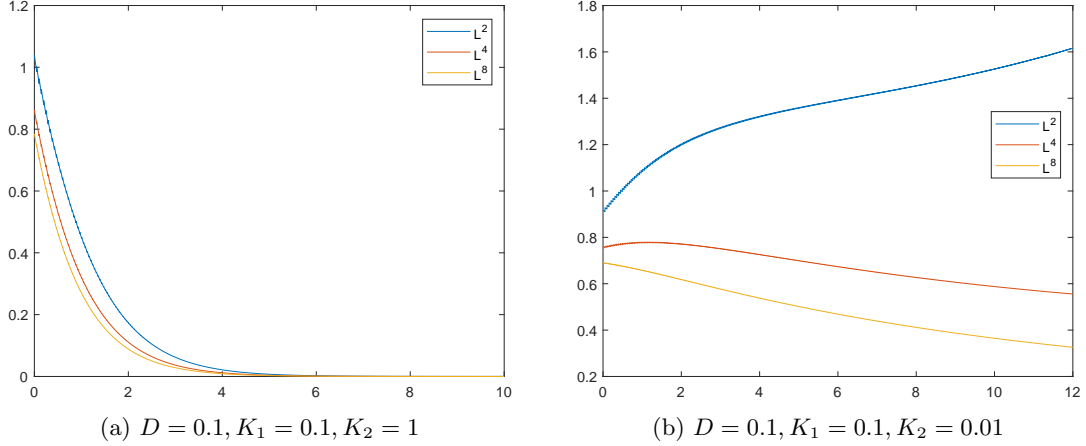 1.2
1
0.8
0.6
0.4
0.2
0
0 2 4 6 8 10
L²
L⁴
L⁸
(a) D = 0.1, K₁ = 0.1, K₂ = 1
1.8
1.6
1.4
1.2
1
0.8
0.6
0.4
0.2
0 2 4 6 8 10 12
L²
L⁴
L⁸
(b) D = 0.1, K₁ = 0.1, K₂ = 0.01